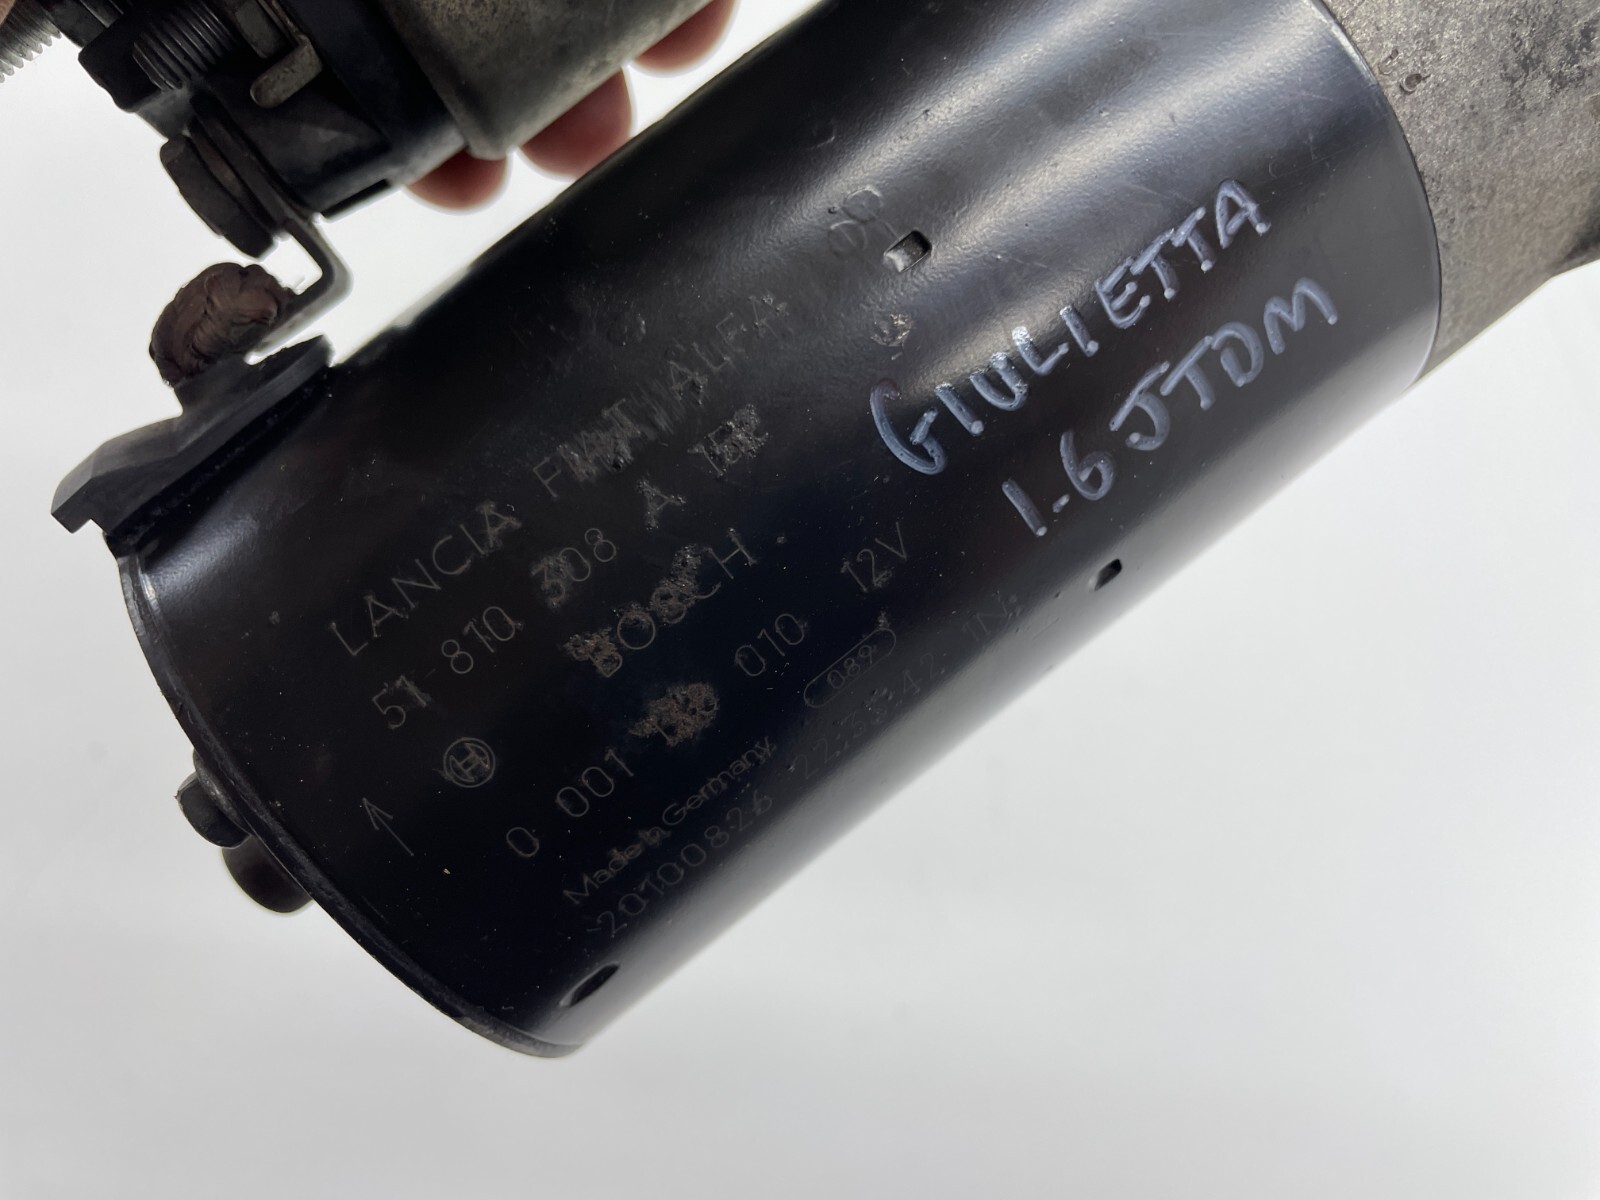 GIULIETTA
1.6 JTDM
LANCIA FIAT ALFA
51 810 308 A
BOSCH
0 001 010 12V
Made in Germany
089
20100826